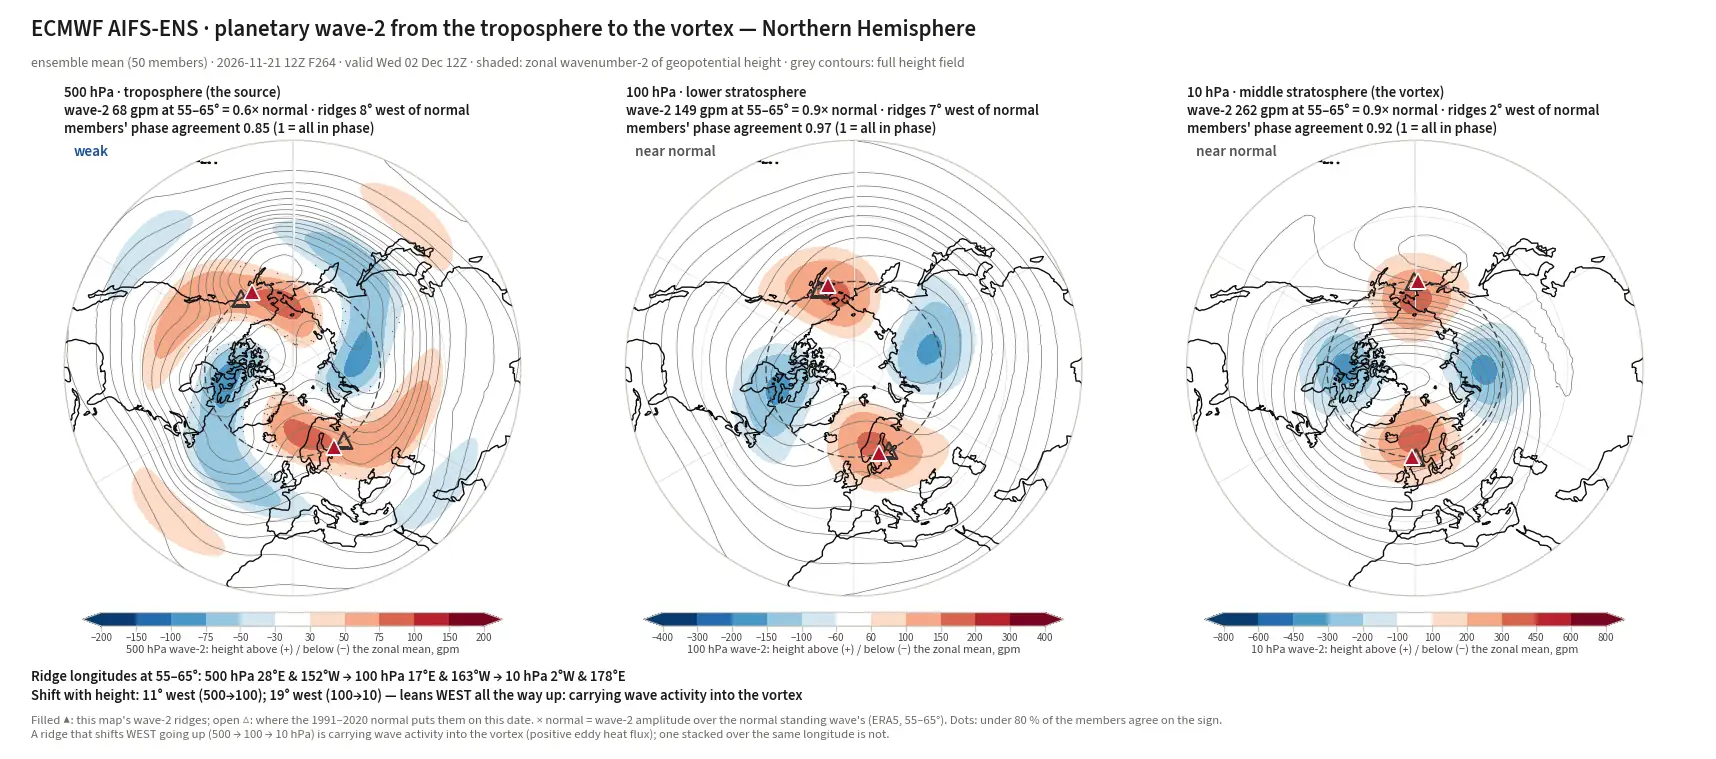 ECMWF AIFS-ENS · planetary wave-2 from the troposphere to the vortex — Northern Hemisphere
ensemble mean (50 members) · 2026-11-21 12Z F264 · valid Wed 02 Dec 12Z · shaded: zonal wavenumber-2 of geopotential height · grey contours: full height field
500 hPa · troposphere (the source)
wave-2 68 gpm at 55–65° = 0.6× normal · ridges 8° west of normal
members' phase agreement 0.85 (1 = all in phase)
weak
100 hPa · lower stratosphere
wave-2 149 gpm at 55–65° = 0.9× normal · ridges 7° west of normal
members' phase agreement 0.97 (1 = all in phase)
near normal
10 hPa · middle stratosphere (the vortex)
wave-2 262 gpm at 55–65° = 0.9× normal · ridges 2° west of normal
members' phase agreement 0.92 (1 = all in phase)
near normal
−200 −150 −100 −75 −50 −30 30 50 75 100 150 200
500 hPa wave-2: height above (+) / below (−) the zonal mean, gpm
−400 −300 −200 −150 −100 −60 60 100 150 200 300 400
100 hPa wave-2: height above (+) / below (−) the zonal mean, gpm
−800 −600 −450 −300 −200 −100 100 200 300 450 600 800
10 hPa wave-2: height above (+) / below (−) the zonal mean, gpm
Ridge longitudes at 55–65°: 500 hPa 28°E & 152°W → 100 hPa 17°E & 163°W → 10 hPa 2°W & 178°E
Shift with height: 11° west (500→100); 19° west (100→10) — leans WEST all the way up: carrying wave activity into the vortex
Filled ▲: this map's wave-2 ridges; open △: where the 1991–2020 normal puts them on this date. × normal = wave-2 amplitude over the normal standing wave's (ERA5, 55–65°). Dots: under 80 % of the members agree on the sign.
A ridge that shifts WEST going up (500 → 100 → 10 hPa) is carrying wave activity into the vortex (positive eddy heat flux); one stacked over the same longitude is not.